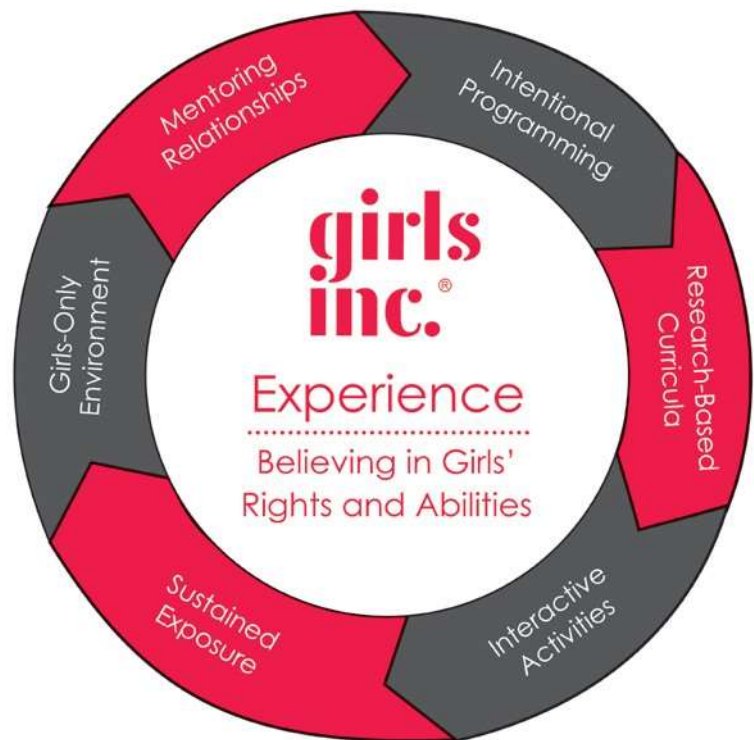 Mentoring
Relationships
Intentional
Programming
Research-Based
Curricula
Interactive
Activities
Sustained
Exposure
Girls-Only
Environment
girls
inc.®
Experience
Believing in Girls'
Rights and Abilities